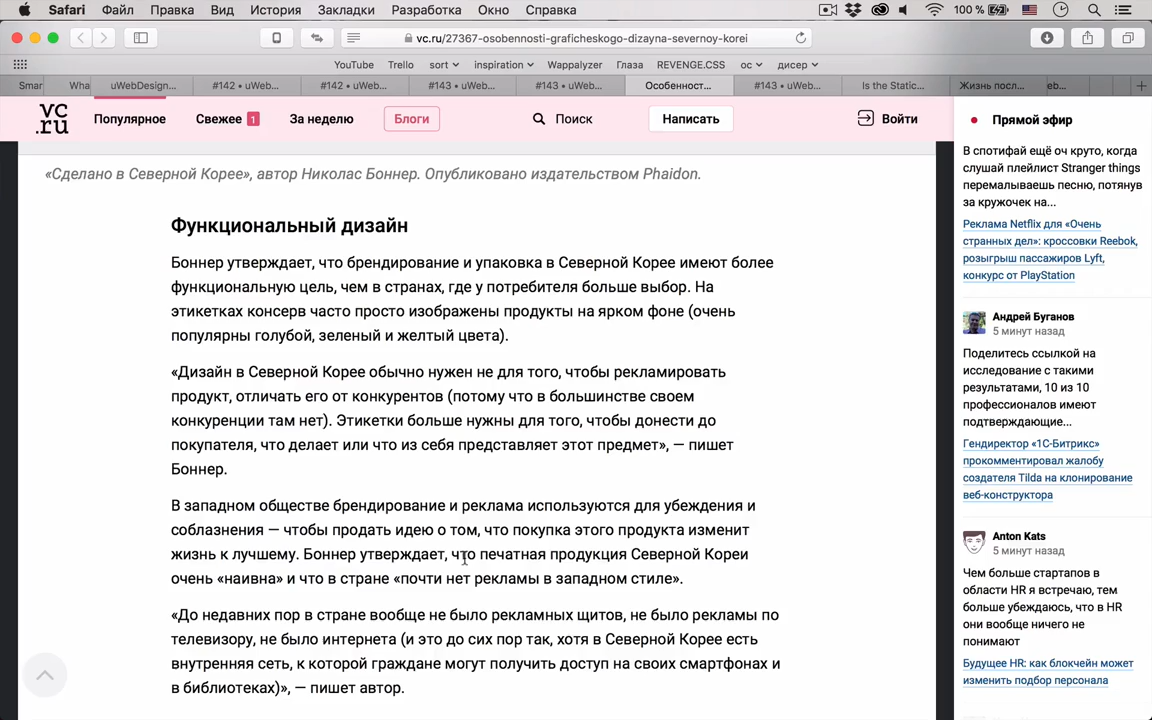 Safari Файл Правка Вид История Закладки Разработка Окно Справка 100 %
vc.ru/27367-osobennosti-graficheskogo-dizayna-severnoy-korei
YouTube Trello sort inspiration Wappalyzer Глаза REVENGE.CSS ос дисер
Smar Wha uWebDesign... #142 • uWeb... #142 • uWeb... #143 • uWeb... #143 • uWeb... Особенност... #143 • uWeb... Is the Static... Жизнь посл... eb...
vc.ru Популярное Свежее 1 За неделю Блоги Поиск Написать Войти
«Сделано в Северной Корее», автор Николас Боннер. Опубликовано издательством Phaidon.
Функциональный дизайн
Боннер утверждает, что брендирование и упаковка в Северной Корее имеют более
функциональную цель, чем в странах, где у потребителя больше выбор. На
этикетках консерв часто просто изображены продукты на ярком фоне (очень
популярны голубой, зеленый и желтый цвета).
«Дизайн в Северной Корее обычно нужен не для того, чтобы рекламировать
продукт, отличать его от конкурентов (потому что в большинстве своем
конкуренции там нет). Этикетки больше нужны для того, чтобы донести до
покупателя, что делает или что из себя представляет этот предмет», — пишет
Боннер.
В западном обществе брендирование и реклама используются для убеждения и
соблазнения — чтобы продать идею о том, что покупка этого продукта изменит
жизнь к лучшему. Боннер утверждает, что печатная продукция Северной Кореи
очень «наивна» и что в стране «почти нет рекламы в западном стиле».
«До недавних пор в стране вообще не было рекламных щитов, не было рекламы по
телевизору, не было интернета (и это до сих пор так, хотя в Северной Корее есть
внутренняя сеть, к которой граждане могут получить доступ на своих смартфонах и
в библиотеках)», — пишет автор.
Прямой эфир
В спотифай ещё оч круто, когда
слушай плейлист Stranger things
перемалываешь песню, потянув
за кружочек на...
Реклама Netflix для «Очень
странных дел»: кроссовки Reebok,
розыгрыш пассажиров Lyft,
конкурс от PlayStation
Андрей Буганов
5 минут назад
Поделитесь ссылкой на
исследование с такими
результатами, 10 из 10
профессионалов имеют
подтверждающие...
Гендиректор «1С-Битрикс»
прокомментировал жалобу
создателя Tilda на клонирование
веб-конструктора
Anton Kats
5 минут назад
Чем больше стартапов в
области HR я встречаю, тем
больше убеждаюсь, что в HR
они вообще ничего не
понимают
Будущее HR: как блокчейн может
изменить подбор персонала